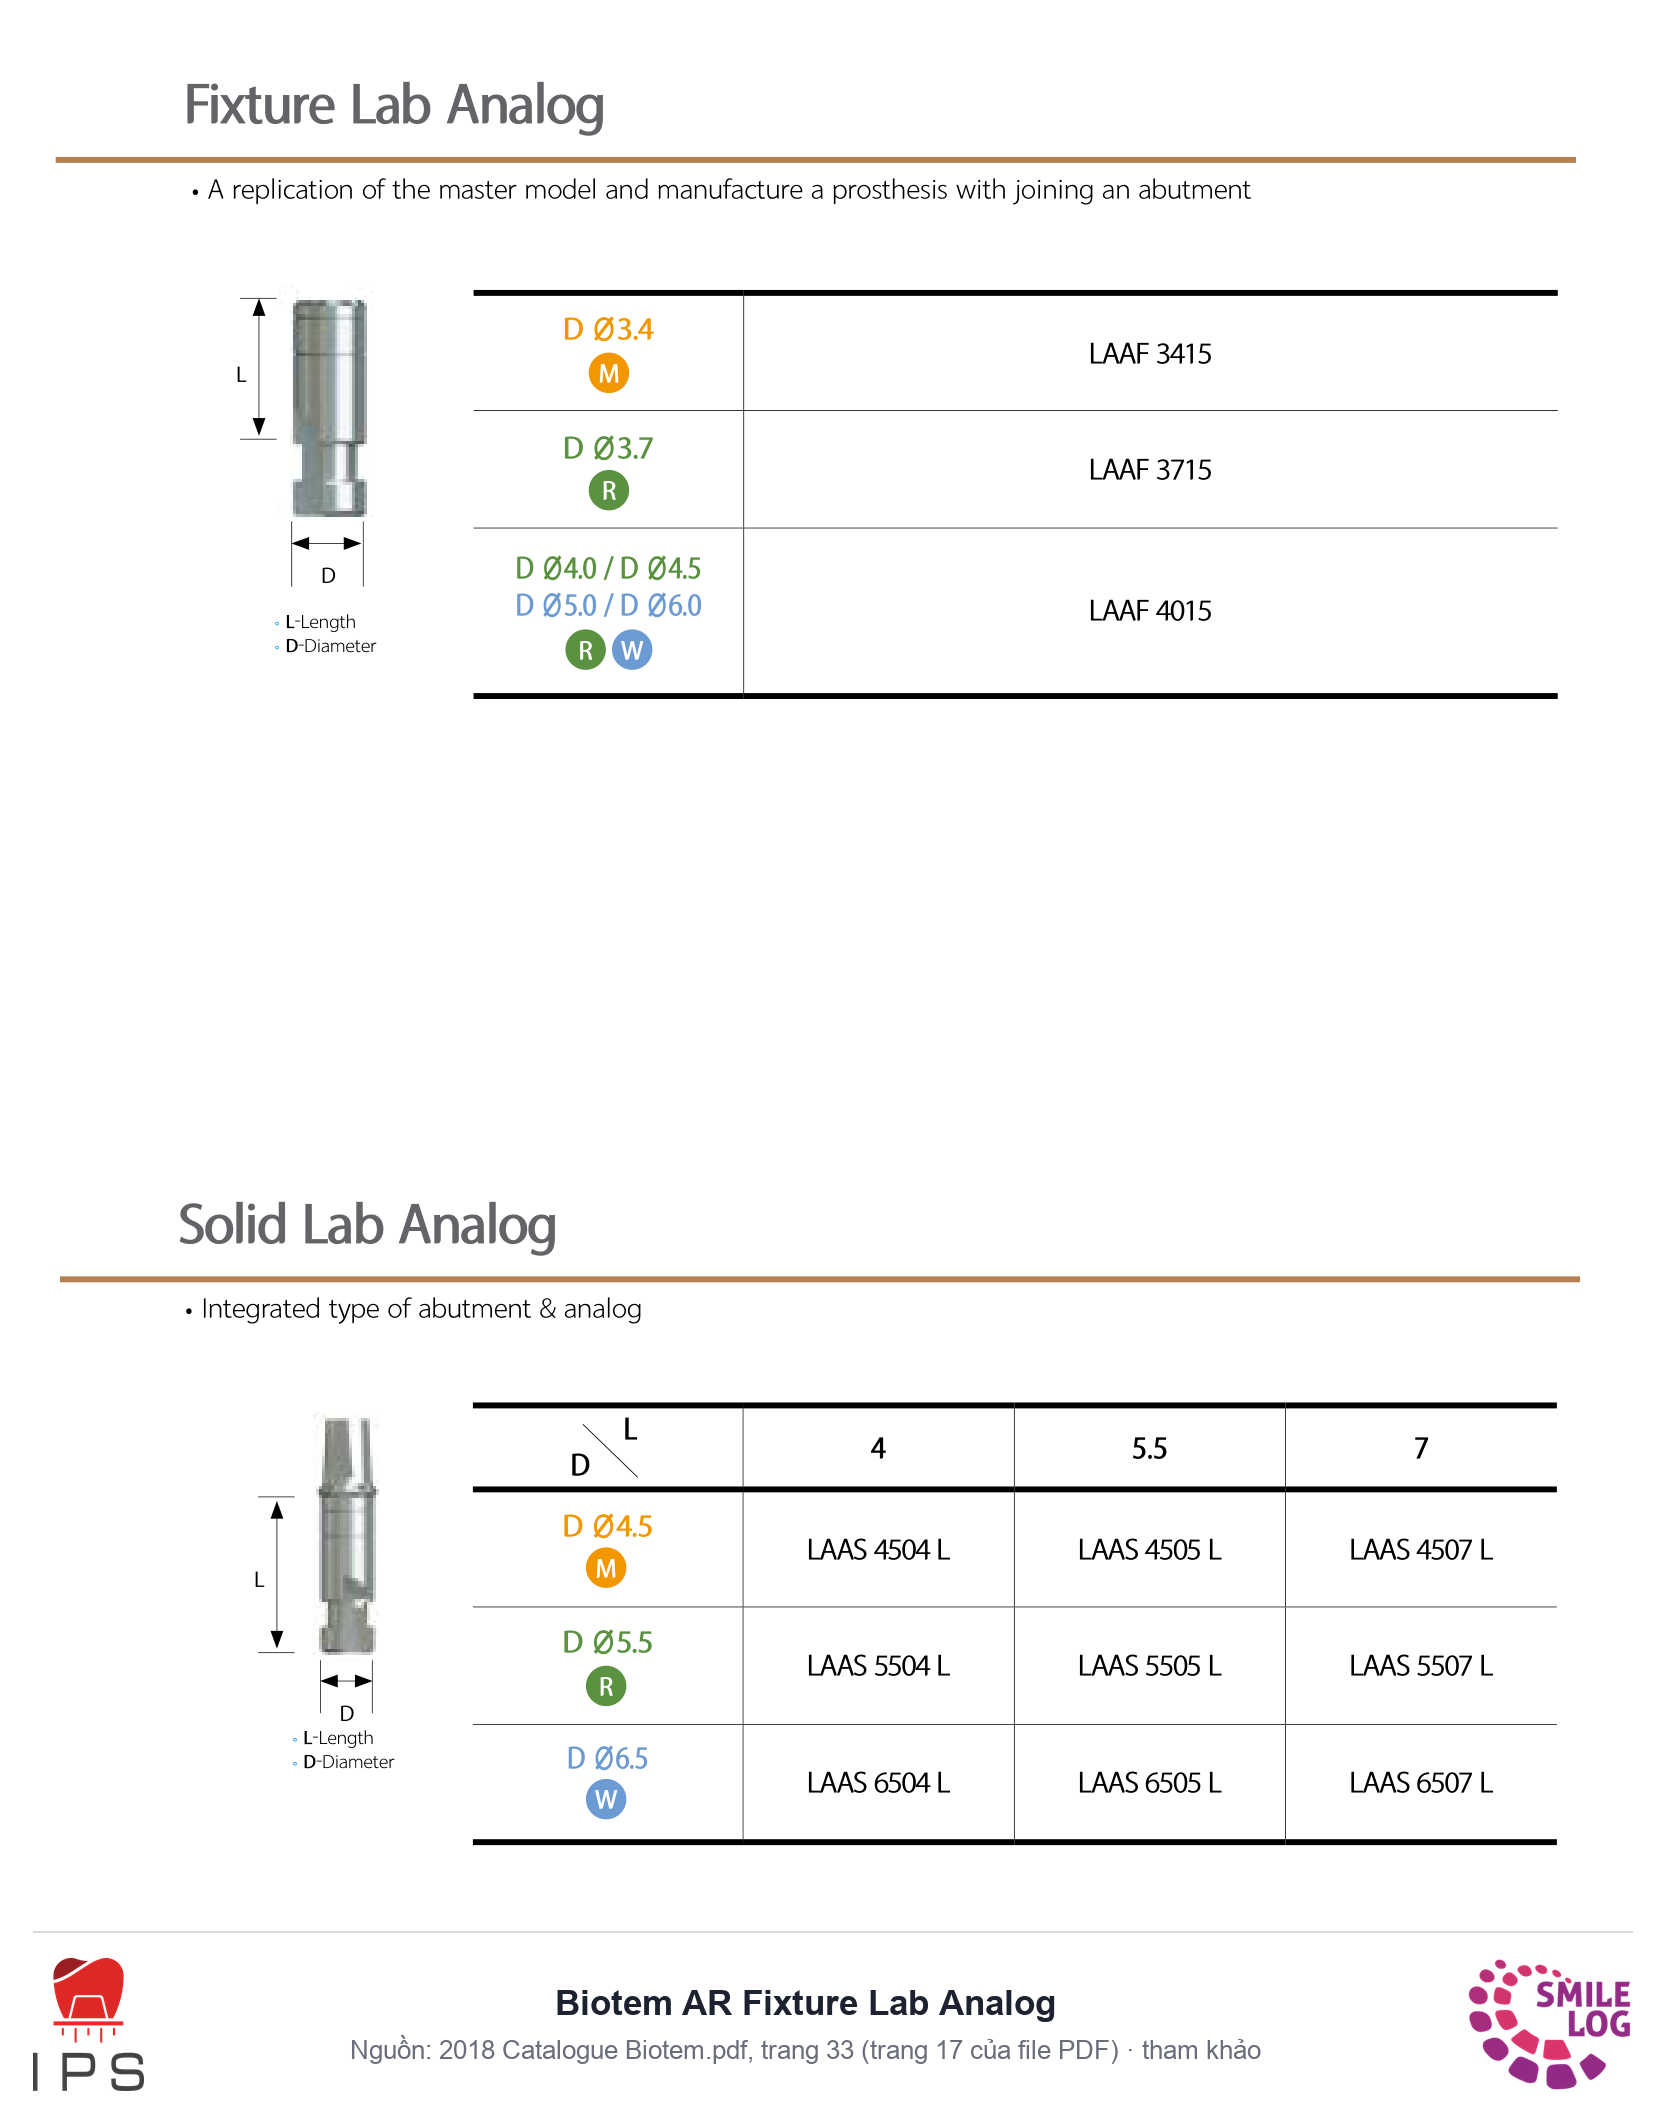 Fixture Lab Analog
• A replication of the master model and manufacture a prosthesis with joining an abutment
L
D
L-Length
D-Diameter
D Ø3.4
M
LAAF 3415
D Ø3.7
R
LAAF 3715
D Ø4.0 / D Ø4.5
D Ø5.0 / D Ø6.0
R W
LAAF 4015
Solid Lab Analog
• Integrated type of abutment & analog
L
D
L-Length
D-Diameter
D L 4 5.5 7
D Ø4.5
M
LAAS 4504 L LAAS 4505 L LAAS 4507 L
D Ø5.5
R
LAAS 5504 L LAAS 5505 L LAAS 5507 L
D Ø6.5
W
LAAS 6504 L LAAS 6505 L LAAS 6507 L
IPS
Biotem AR Fixture Lab Analog
Nguồn: 2018 Catalogue Biotem.pdf, trang 33 (trang 17 của file PDF) · tham khảo
SMILE
LOG